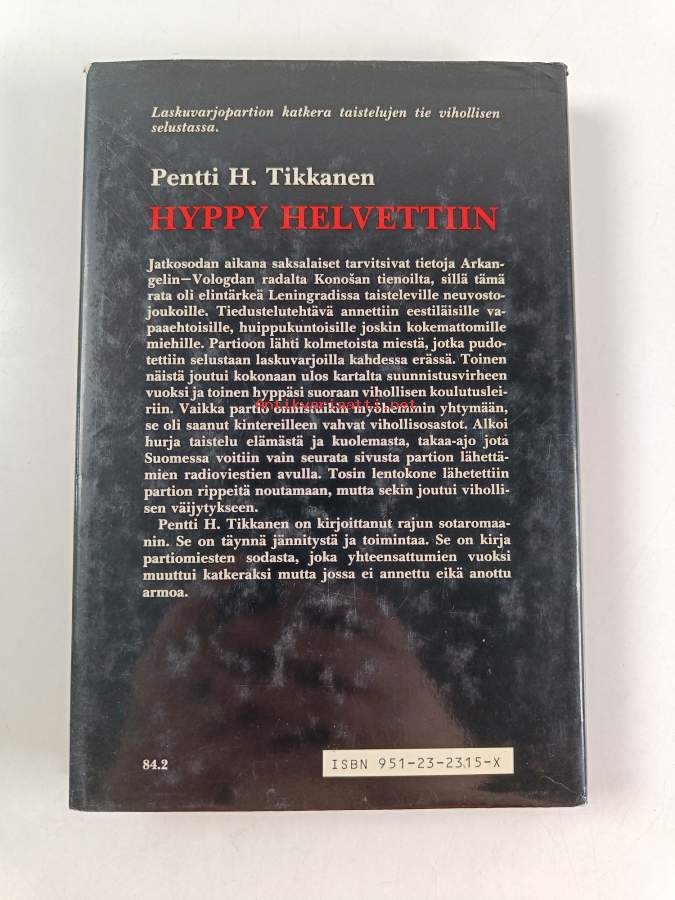 Laskuvarjopartion katkera taistelujen tie vihollisen
selustassa.
Pentti H. Tikkanen
HYPPY HELVETTIIN
Jatkosodan aikana saksalaiset tarvitsivat tietoja Arkan-
gelin—Vologdan radalta Konošan tienoilta, sillä tämä
rata oli elintärkeä Leningradissa taisteleville neuvosto-
joukoille. Tiedustelutehtävä annettiin eestiläisille va-
paaehtoisille, huippukuntoisille joskin kokemattomille
miehille. Partioon lähti kolmetoista miestä, jotka pudo-
tettiin selustaan laskuvarjoilla kahdessa erässä. Toinen
näistä joutui kokonaan ulos kartalta suunnistusvirheen
vuoksi ja toinen hyppäsi suoraan vihollisen koulutuslei-
riin. Vaikka partio onnistuikin myöhemmin yhtymään,
antikvariaatti.net
se oli saanut kintereilleen vahvat vihollisosastot. Alkoi
hurja taistelu elämästä ja kuolemasta, takaa-ajo jota
Suomessa voitiin vain seurata sivusta partion lähettä-
mien radioviestien avulla. Tosin lentokone lähetettiin
partion rippeitä noutamaan, mutta sekin joutui viholli-
sen väijytykseen.
Pentti H. Tikkanen on kirjoittanut rajun sotaromaa-
nin. Se on täynnä jännitystä ja toimintaa. Se on kirja
partiomiesten sodasta, joka yhteensattumien vuoksi
muuttui katkeraksi mutta jossa ei annettu eikä anottu
armoa.
84.2
ISBN 951-23-2315-X